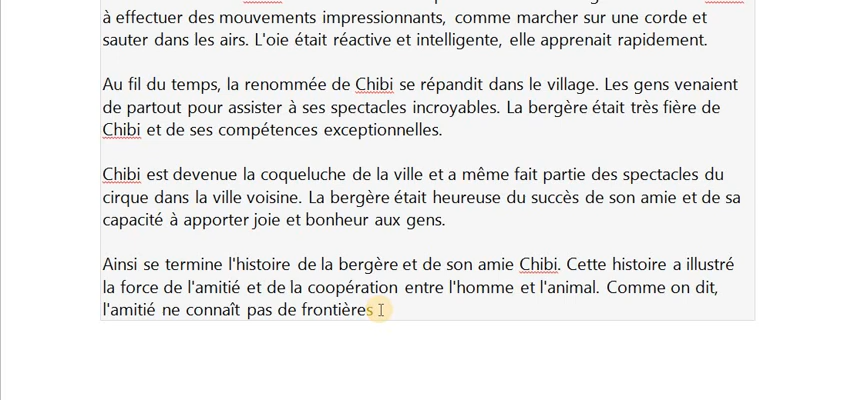 à effectuer des mouvements impressionnants, comme marcher sur une corde et
sauter dans les airs. L'oie était réactive et intelligente, elle apprenait rapidement.
Au fil du temps, la renommée de Chibi se répandit dans le village. Les gens venaient
de partout pour assister à ses spectacles incroyables. La bergère était très fière de
Chibi et de ses compétences exceptionnelles.
Chibi est devenue la coqueluche de la ville et a même fait partie des spectacles du
cirque dans la ville voisine. La bergère était heureuse du succès de son amie et de sa
capacité à apporter joie et bonheur aux gens.
Ainsi se termine l'histoire de la bergère et de son amie Chibi. Cette histoire a illustré
la force de l'amitié et de la coopération entre l'homme et l'animal. Comme on dit,
l'amitié ne connaît pas de frontières